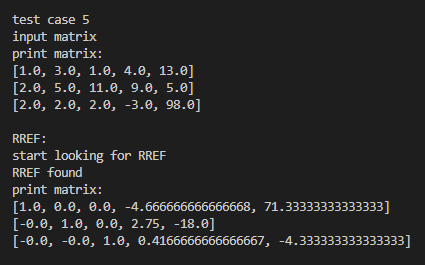 test case 5
input matrix
print matrix:
[1.0, 3.0, 1.0, 4.0, 13.0]
[2.0, 5.0, 11.0, 9.0, 5.0]
[2.0, 2.0, 2.0, -3.0, 98.0]

RREF:
start looking for RREF
RREF found
print matrix:
[1.0, 0.0, 0.0, -4.666666666666668, 71.33333333333333]
[-0.0, 1.0, 0.0, 2.75, -18.0]
[-0.0, -0.0, 1.0, 0.4166666666666667, -4.333333333333333]